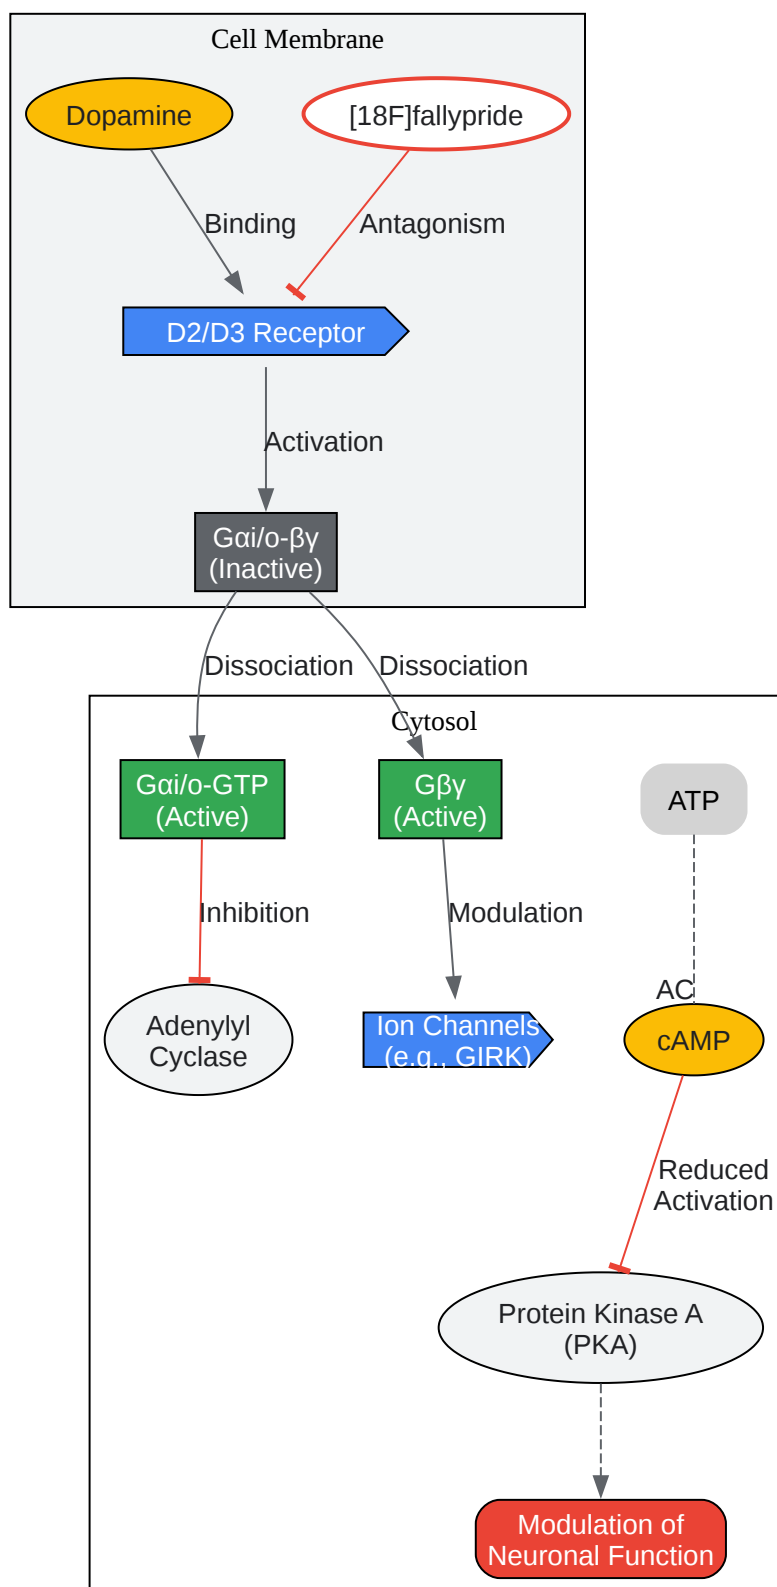 Cell Membrane
Dopamine
[18F]fallypride
Binding
Antagonism
D2/D3 Receptor
Activation
Gαi/o-βγ
(Inactive)
Dissociation
Dissociation
Cytosol
Gαi/o-GTP
(Active)
Gβγ
(Active)
ATP
Inhibition
Modulation
AC
Adenylyl
Cyclase
Ion Channels
(e.g., GIRK)
cAMP
Reduced
Activation
Protein Kinase A
(PKA)
Modulation of
Neuronal Function